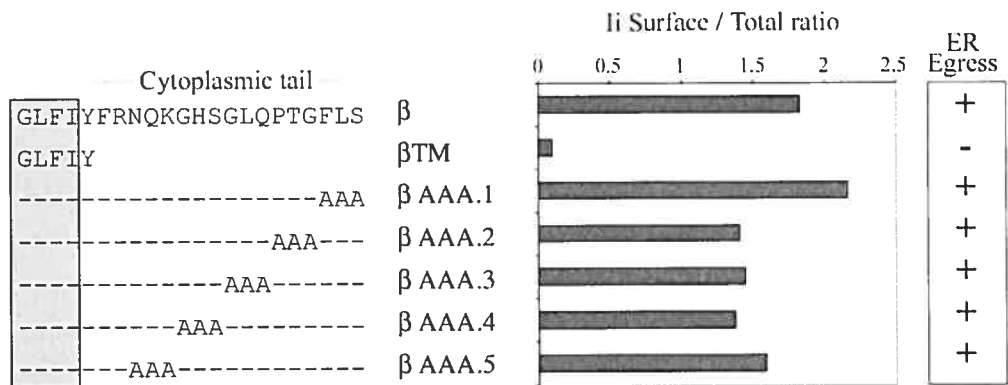 Ii Surface / Total ratio
ER
Egress
0 0.5 1 1.5 2 2.5
Cytoplasmic tail
GLFIYFRNQKGHSGLQPTGFLS β +
GLFIY βTM -
-------------------AAA β AAA.1 +
----------------AAA--- β AAA.2 +
-------------AAA------ β AAA.3 +
----------AAA--------- β AAA.4 +
-------AAA------------ β AAA.5 +